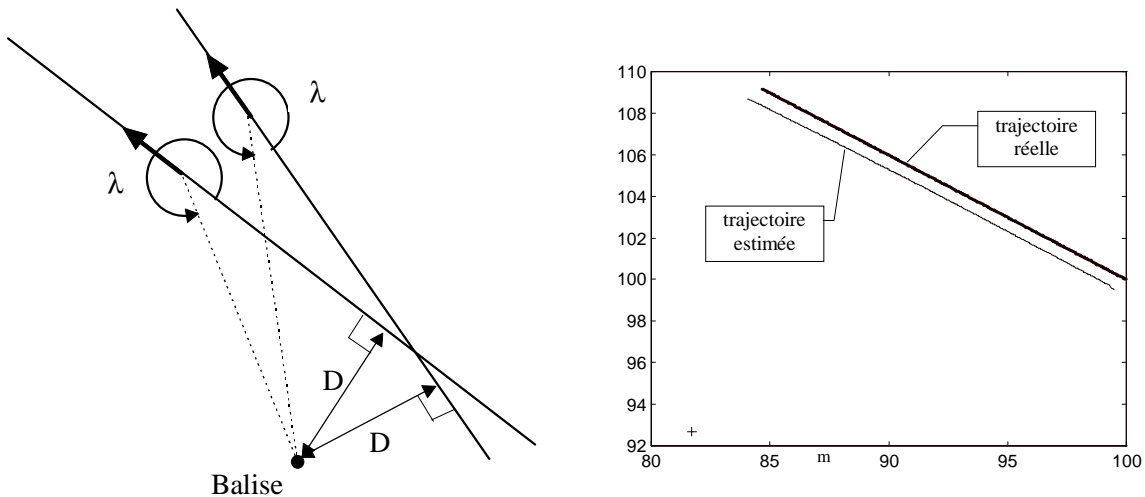 λ
λ
D
D
Balise
110
108
106
104
102
100
98
96
94
92
80
85
90
95
100
m
trajectoire
réelle
trajectoire
estimée